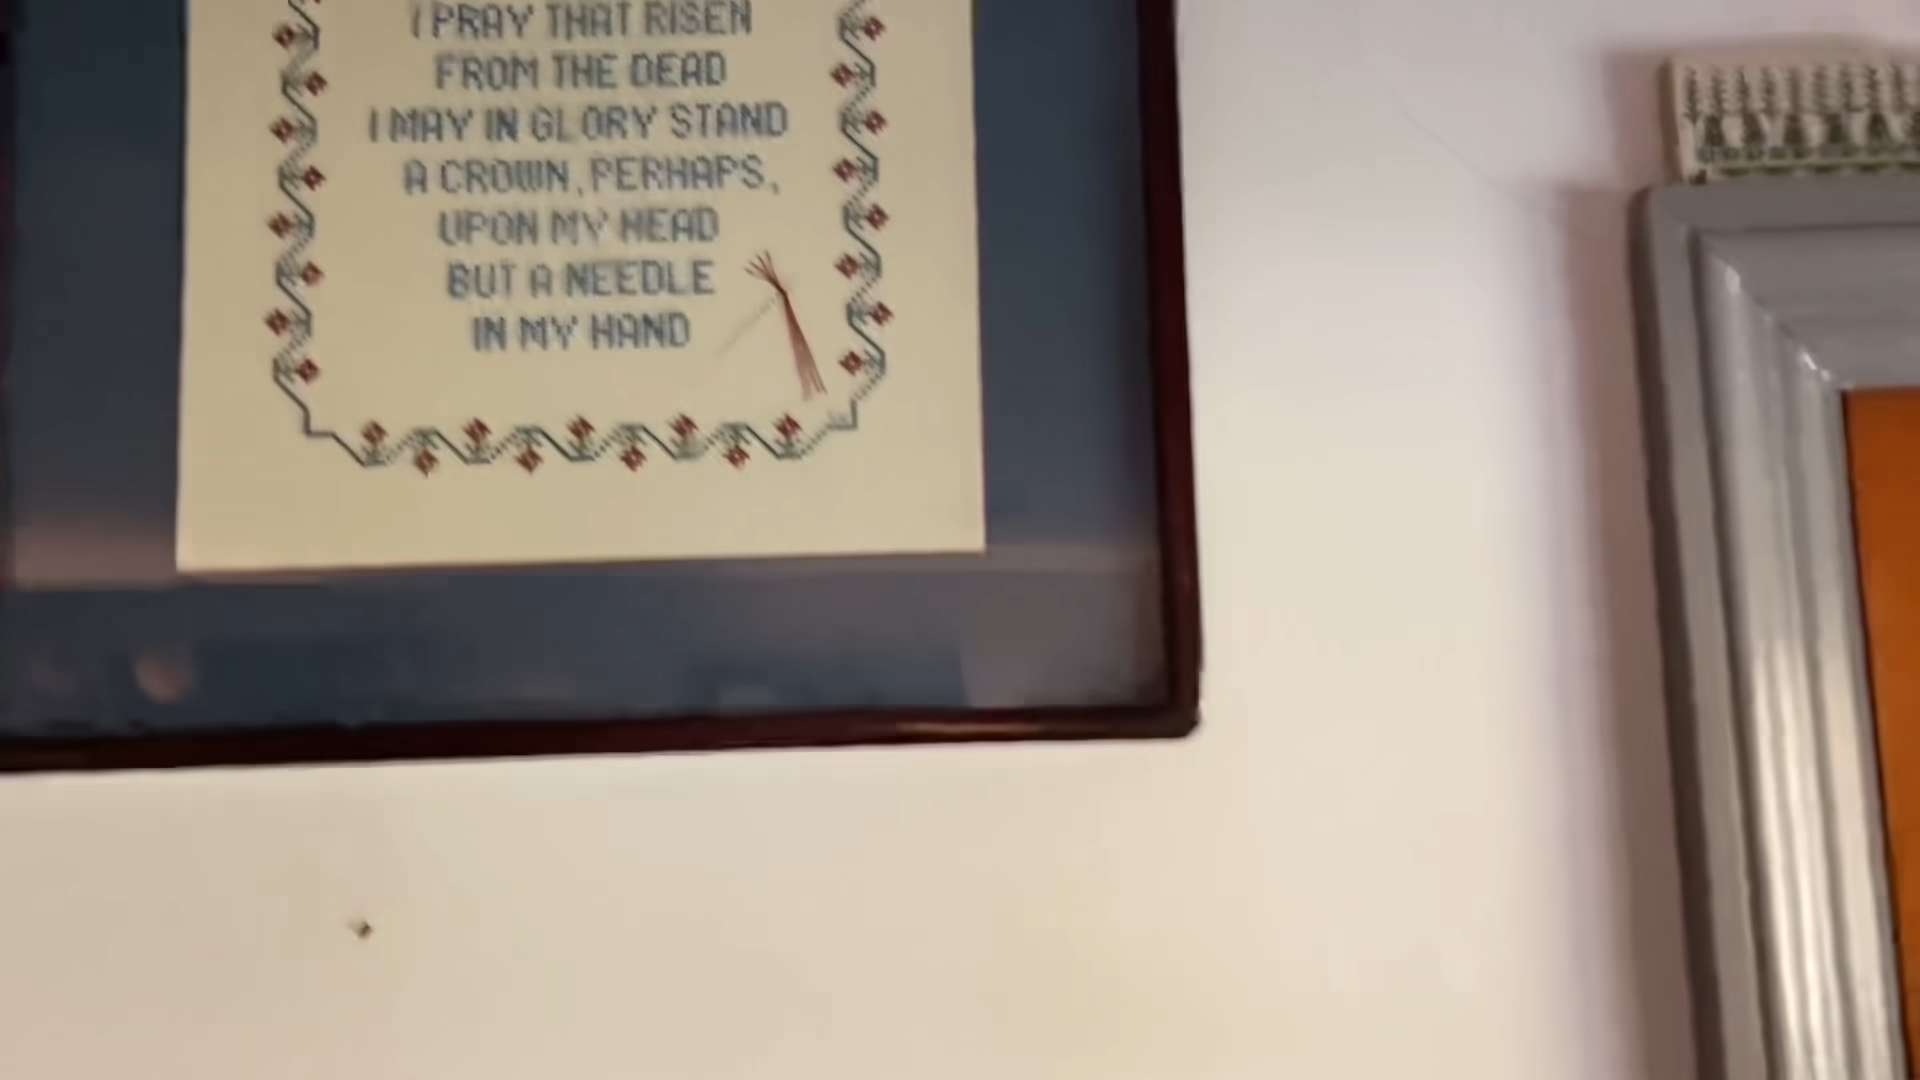 I PRAY THAT RISEN
FROM THE DEAD
I MAY IN GLORY STAND
A CROWN, PERHAPS,
UPON MY HEAD
BUT A NEEDLE
IN MY HAND